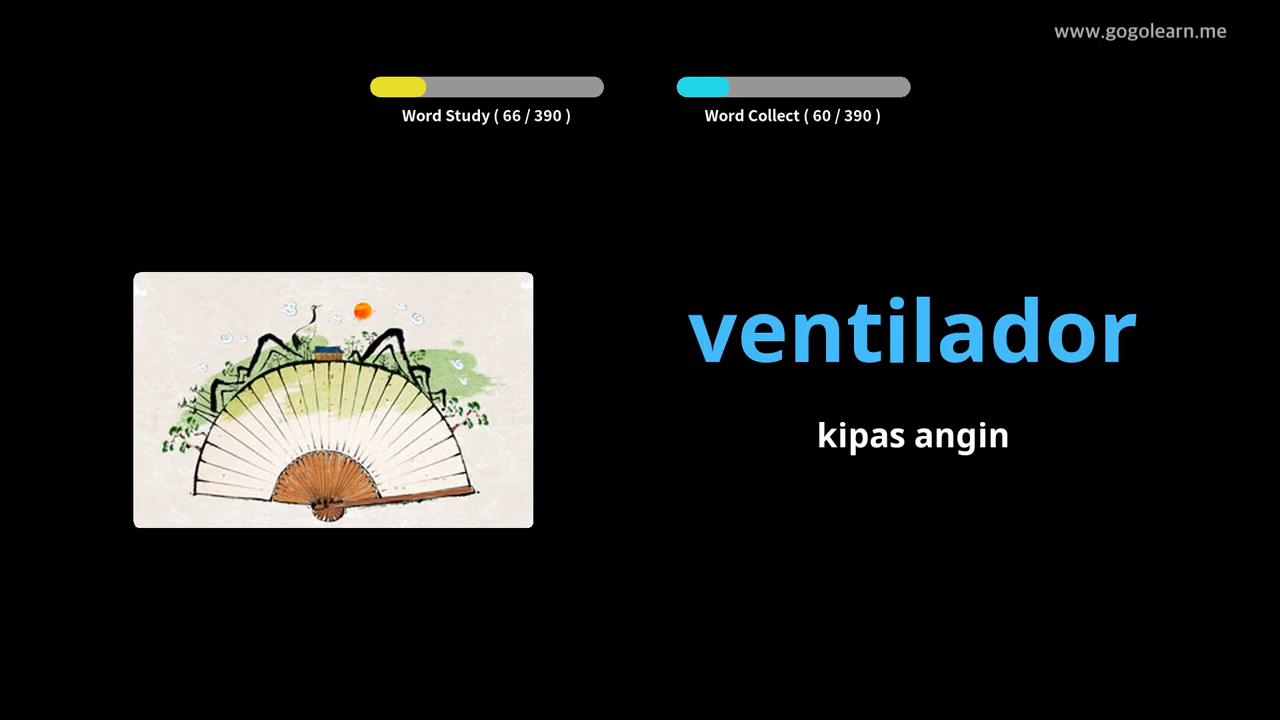 www.gogolearn.me
Word Study ( 66 / 390 )
Word Collect ( 60 / 390 )
ventilador
kipas angin